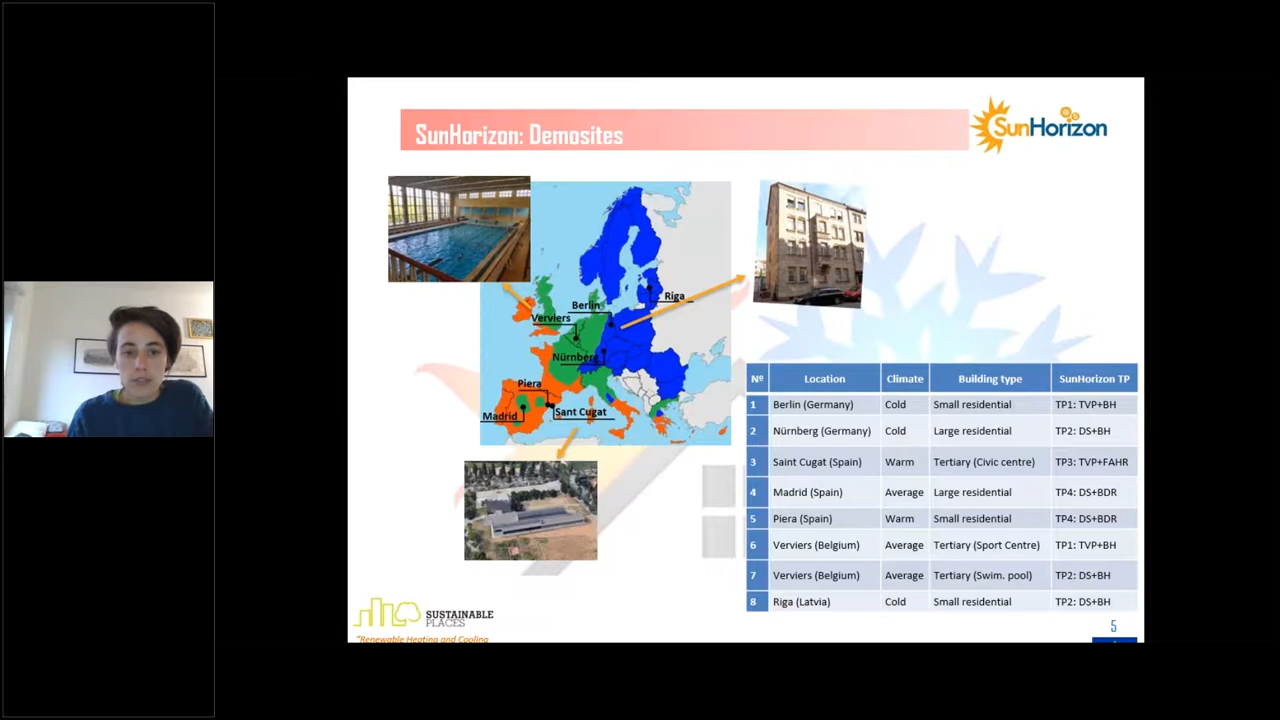 SunHorizon: Demosites
SunHorizon
Riga
Berlin
Verviers
Nürnberg
Piera
Sant Cugat
Madrid
Nº Location Climate Building type SunHorizon TP
1 Berlin (Germany) Cold Small residential TP1: TVP+BH
2 Nürnberg (Germany) Cold Large residential TP2: DS+BH
3 Saint Cugat (Spain) Warm Tertiary (Civic centre) TP3: TVP+FAHR
4 Madrid (Spain) Average Large residential TP4: DS+BDR
5 Piera (Spain) Warm Small residential TP4: DS+BDR
6 Verviers (Belgium) Average Tertiary (Sport Centre) TP1: TVP+BH
7 Verviers (Belgium) Average Tertiary (Swim. pool) TP2: DS+BH
8 Riga (Latvia) Cold Small residential TP2: DS+BH
SUSTAINABLE
PLACES
"Renewable Heating and Cooling
5